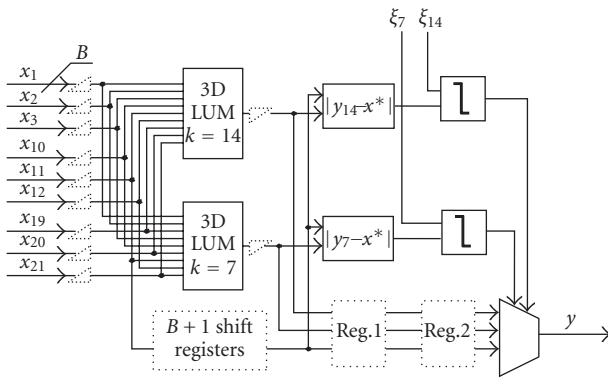 ξ7 ξ14
B
x1
x2
x3
x10
x11
x12
x19
x20
x21
3D
LUM
k = 14
|y14–x*|
3D
LUM
k = 7
|y7–x*|
B + 1 shift
registers
Reg.1
Reg.2
y